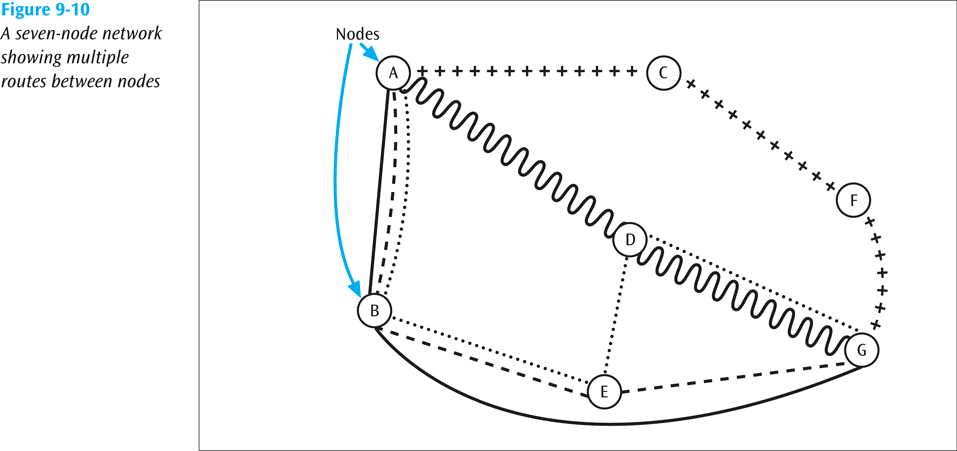 Figure 9-10
A seven-node network
showing multiple
routes between nodes
Nodes
A
C
F
D
B
G
E